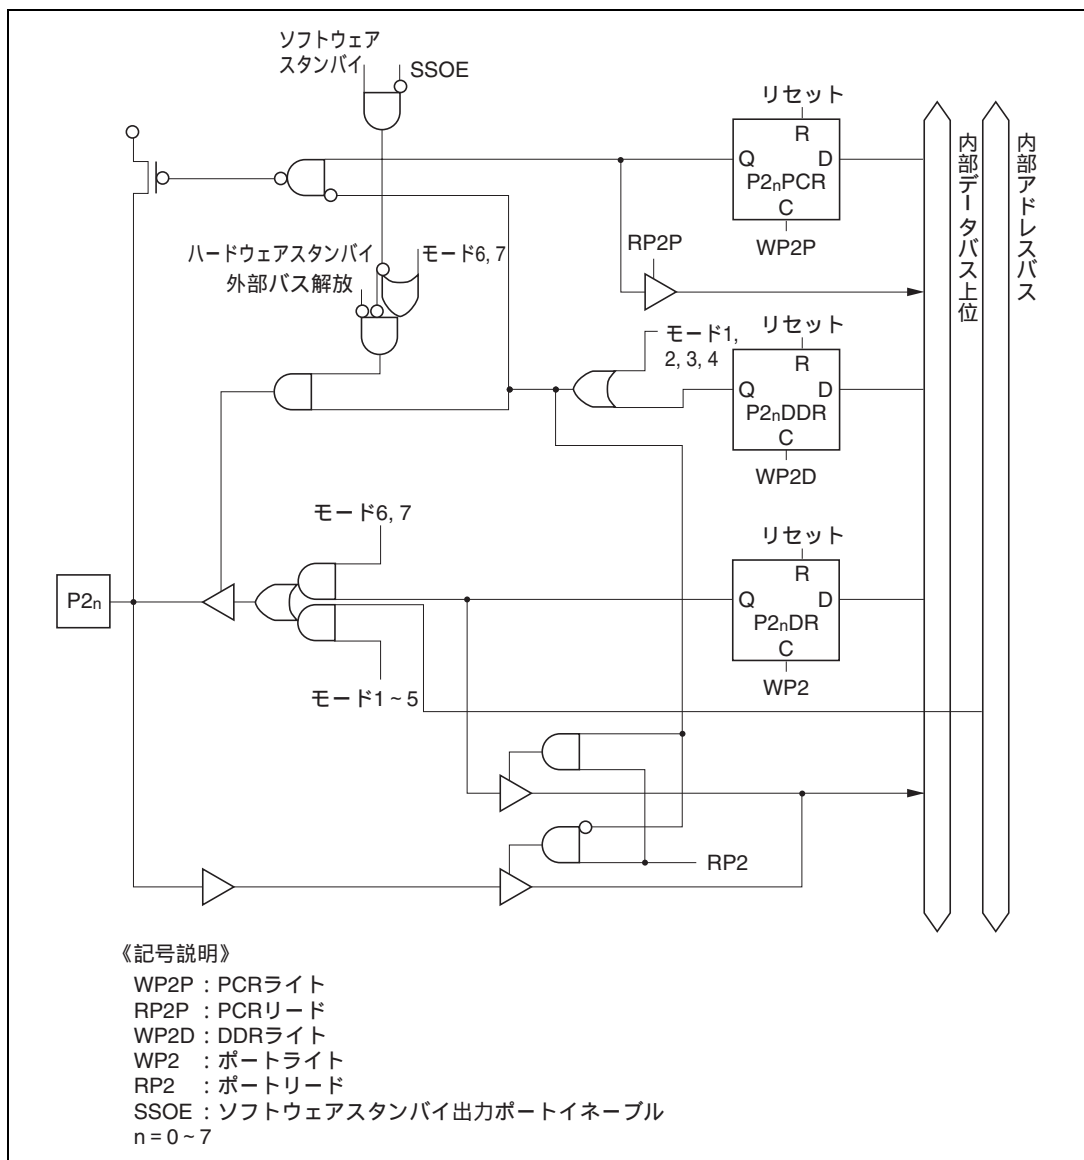 ソフトウェア
スタンバイ
SSOE
リセット
R
Q D
P2nPCR
C
WP2P
RP2P
内部データバス上位
内部アドレスバス
ハードウェアスタンバイ
外部バス解放
モード6, 7
モード1,
2, 3, 4
リセット
R
Q D
P2nDDR
C
WP2D
モード6, 7
リセット
R
Q D
P2nDR
C
WP2
P2n
モード1 ~ 5
RP2
《記号説明》
WP2P : PCRライト
RP2P : PCRリード
WP2D : DDRライト
WP2 : ポートライト
RP2 : ポートリード
SSOE : ソフトウェアスタンバイ出力ポートイネーブル
n = 0 ~ 7